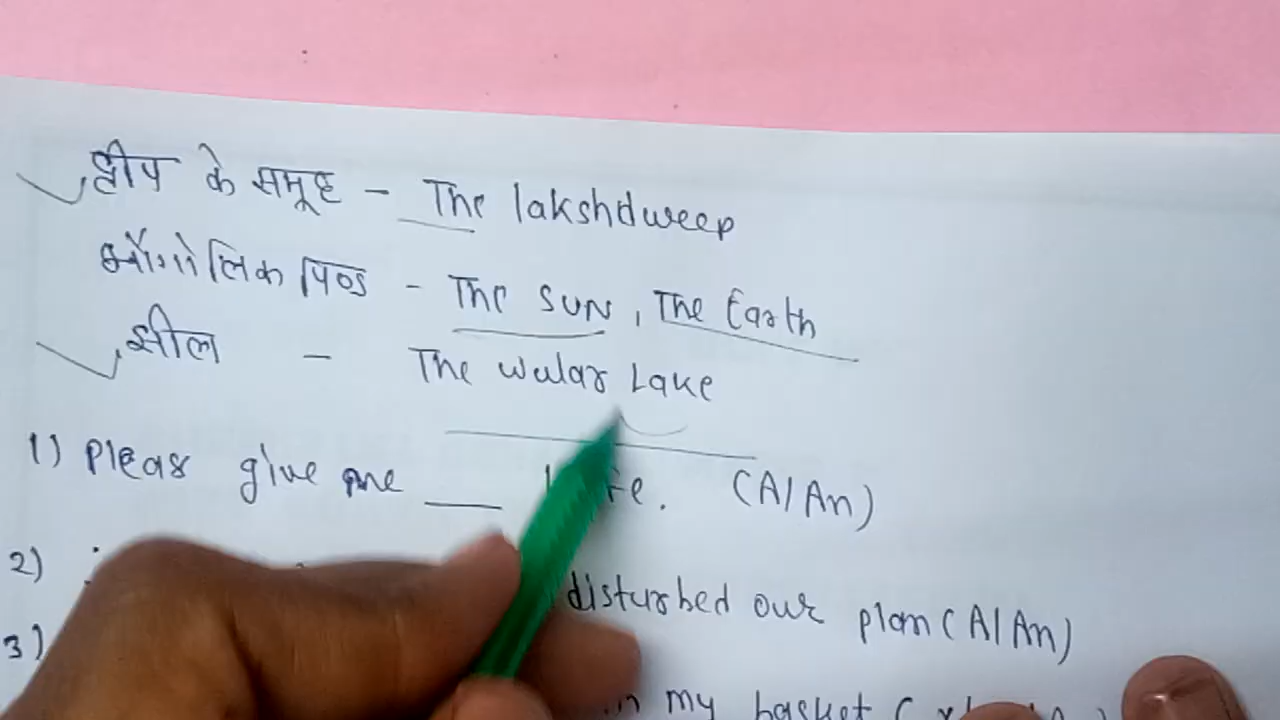 द्वीप के समूह - The lakshdweep
भौगोलिक पिण्ड - The SUN, The Earth
झील - The wular Lake
1) Pleas give me ___ (A/An)
2) disturbed our plan (A/An)
3) in my basket (